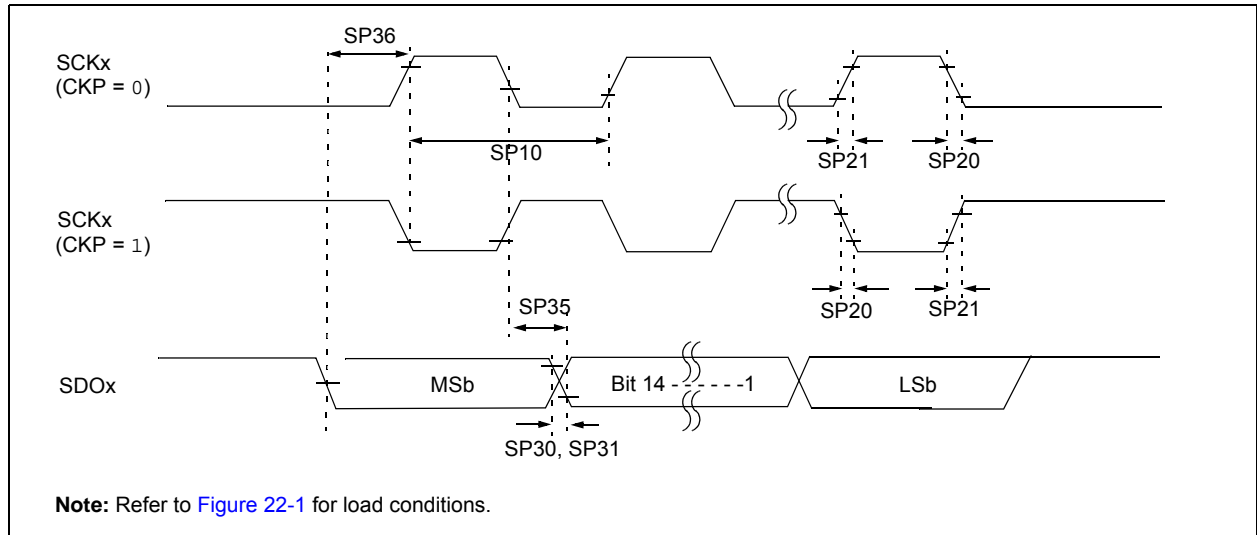 SP36
SCKx
(CKP = 0)
SP10
SP21
SP20
SCKx
(CKP = 1)
SP35
SP20
SP21
SDOx
MSb
Bit 14 - - - - - -1
LSb
SP30, SP31
Note: Refer to Figure 22-1 for load conditions.